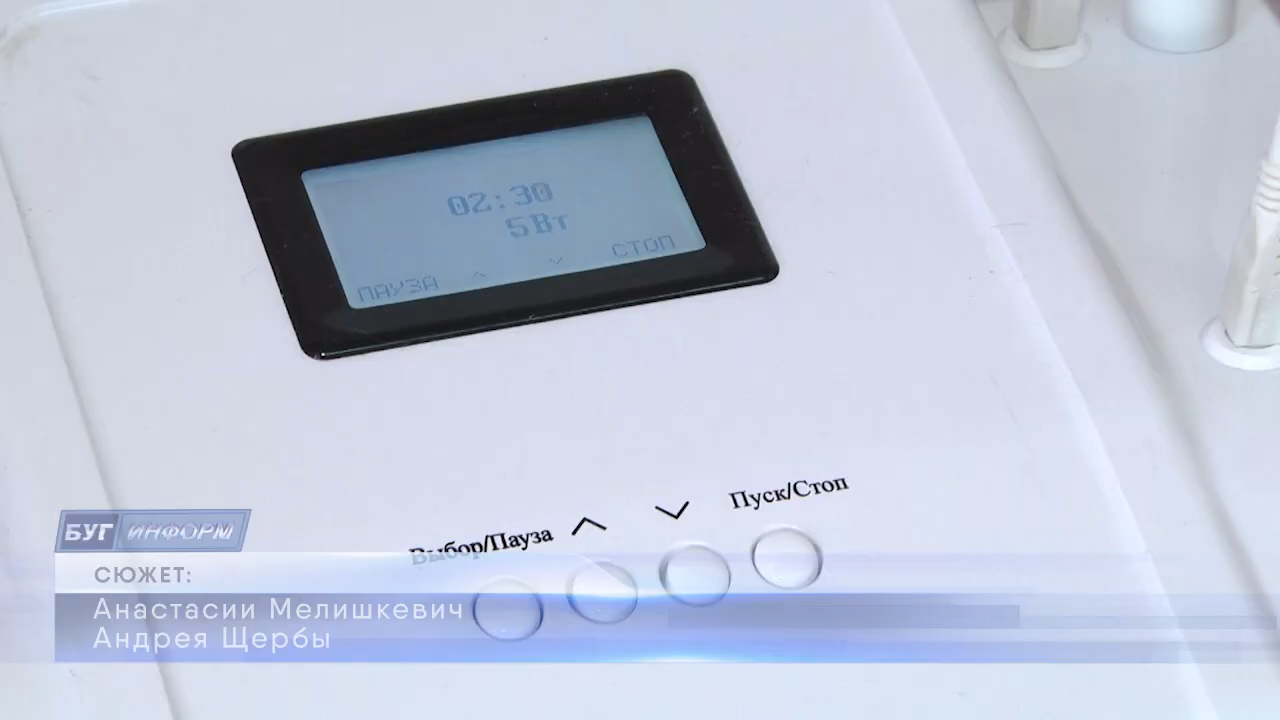 02:30
5Вт
ПАУЗА
СТОП
Выбор/Пауза
Пуск/Стоп
БУГ ИНФОРМ
СЮЖЕТ:
Анастасии Мелишкевич
Андрея Щербы